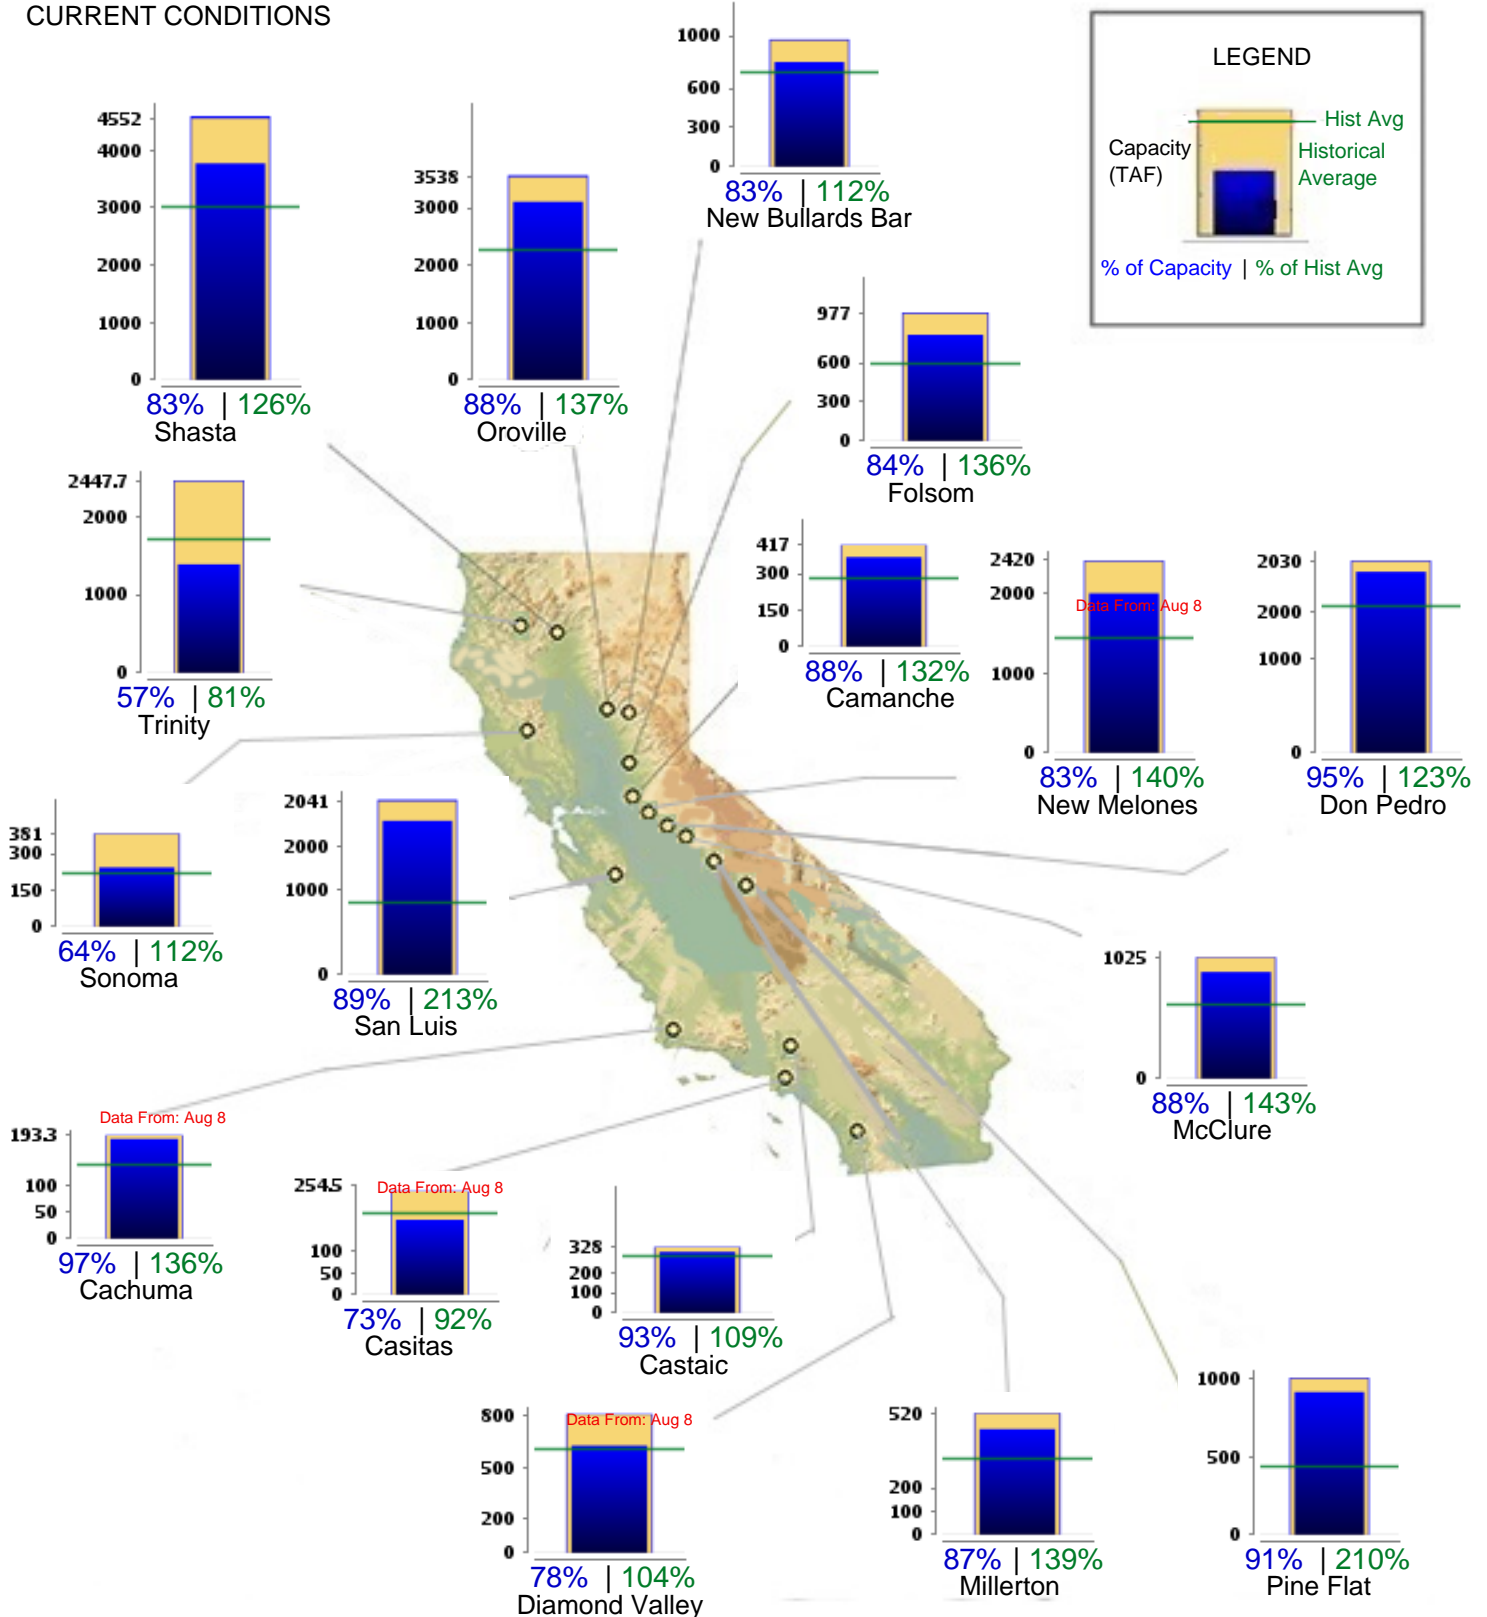 CURRENT CONDITIONS
1000
600
300
0
83% | 112%
New Bullards Bar
LEGEND
Hist Avg
Capacity
(TAF)
Historical
Average
% of Capacity | % of Hist Avg
4552
4000
3000
2000
1000
0
83% | 126%
Shasta
3538
3000
2000
1000
0
88% | 137%
Oroville
977
600
300
0
84% | 136%
Folsom
2447.7
2000
1000
0
57% | 81%
Trinity
417
300
150
0
88% | 132%
Camanche
2420
2000
1000
0
Data From: Aug 8
83% | 140%
New Melones
2030
2000
1000
0
95% | 123%
Don Pedro
381
300
150
0
64% | 112%
Sonoma
2041
2000
1000
0
89% | 213%
San Luis
1025
0
88% | 143%
McClure
Data From: Aug 8
193.3
100
50
0
97% | 136%
Cachuma
254.5
100
50
0
Data From: Aug 8
73% | 92%
Casitas
328
200
100
0
93% | 109%
Castaic
800
500
200
0
Data From: Aug 8
78% | 104%
Diamond Valley
520
200
100
0
87% | 139%
Millerton
1000
500
0
91% | 210%
Pine Flat